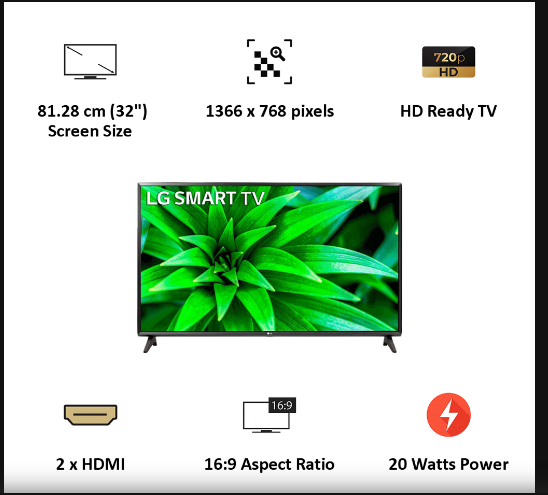 720p
HD
81.28 cm (32")
Screen Size
1366 x 768 pixels
HD Ready TV
LG SMART TV
16:9
2 x HDMI
16:9 Aspect Ratio
20 Watts Power